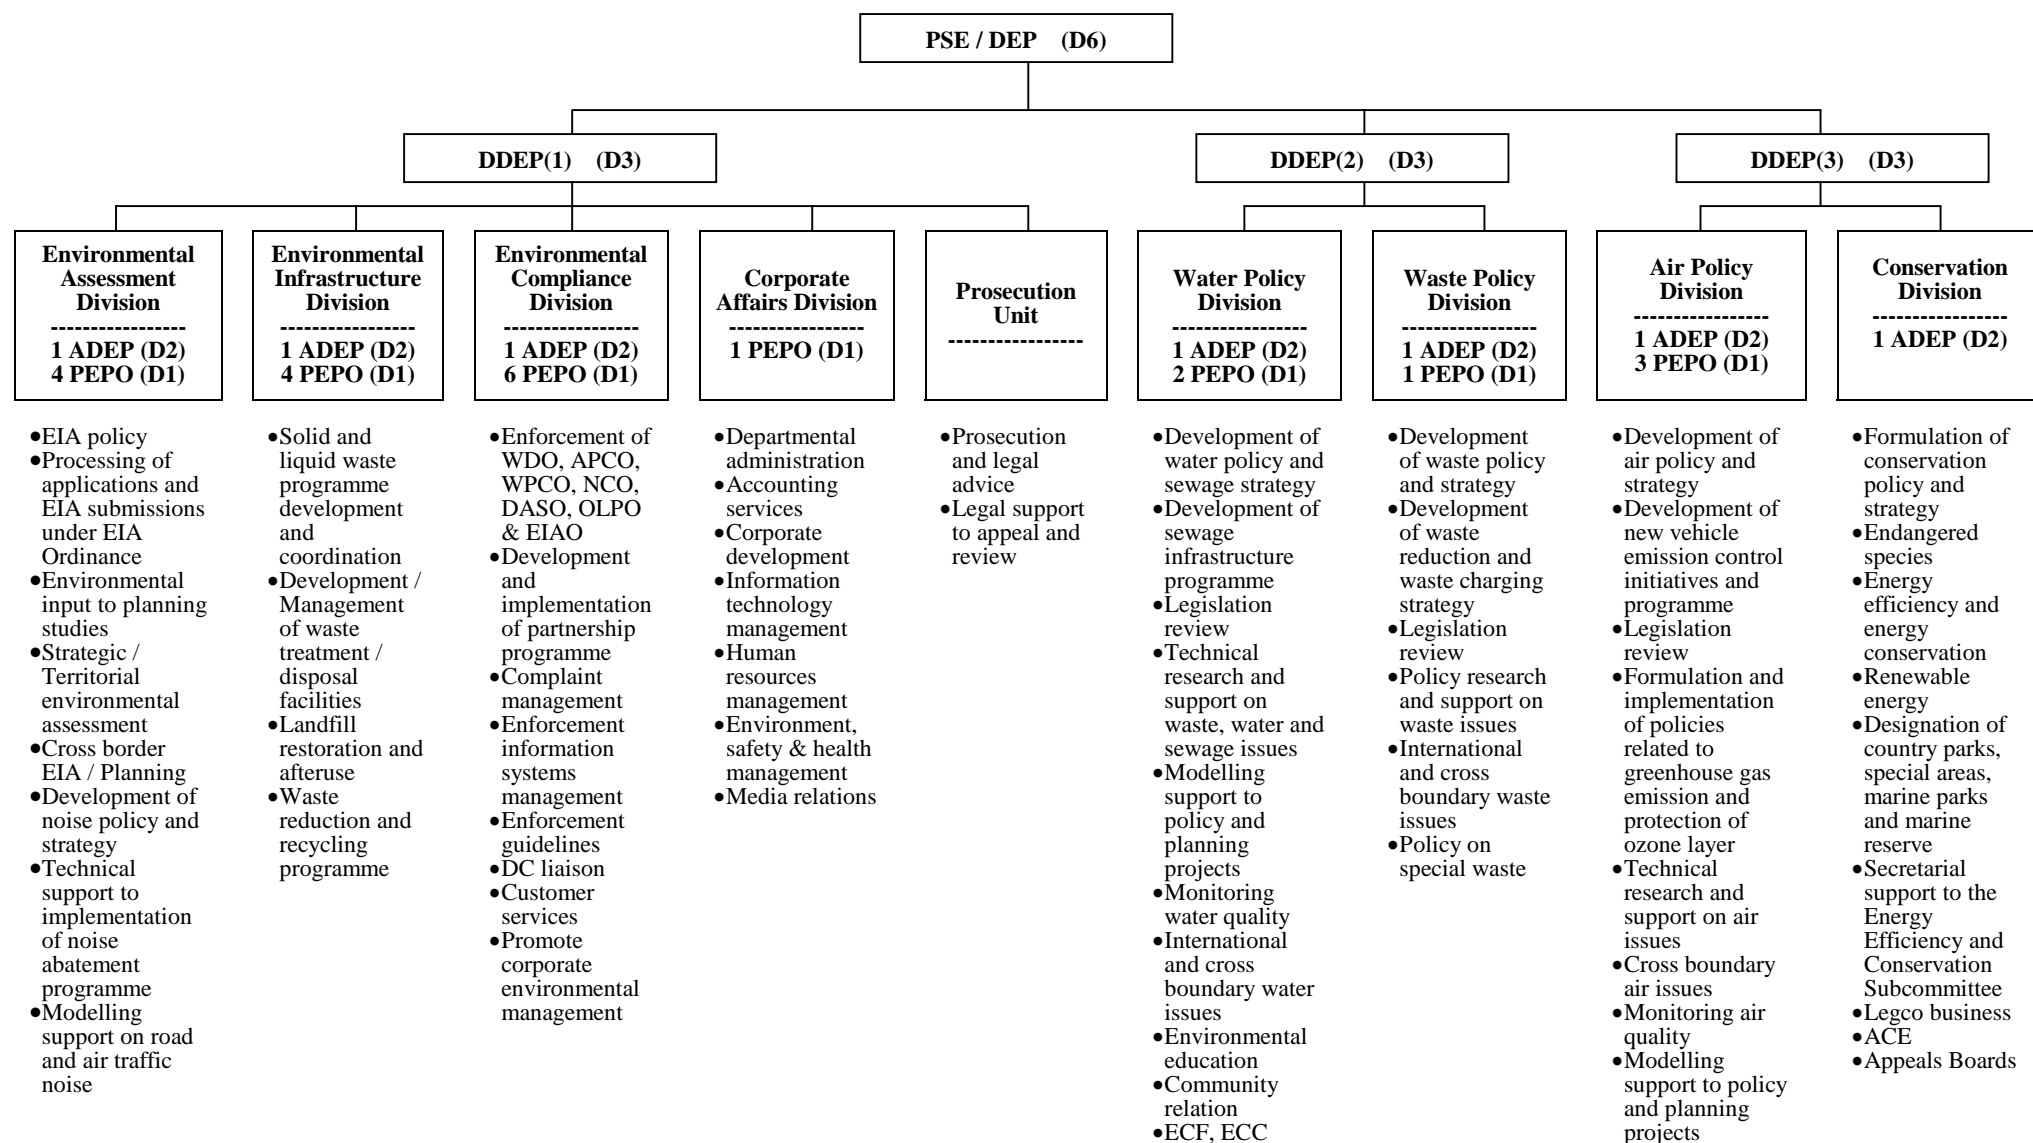 PSE / DEP (D6)
DDEP(1) (D3)
DDEP(2) (D3)
DDEP(3) (D3)
Environmental
Assessment
Division
-----------------
1 ADEP (D2)
4 PEPO (D1)
Environmental
Infrastructure
Division
-----------------
1 ADEP (D2)
4 PEPO (D1)
Environmental
Compliance
Division
-----------------
1 ADEP (D2)
6 PEPO (D1)
Corporate
Affairs Division
-----------------
1 PEPO (D1)
Prosecution
Unit
-----------------
Water Policy
Division
-----------------
1 ADEP (D2)
2 PEPO (D1)
Waste Policy
Division
-----------------
1 ADEP (D2)
1 PEPO (D1)
Air Policy
Division
-----------------
1 ADEP (D2)
3 PEPO (D1)
Conservation
Division
-----------------
1 ADEP (D2)
•EIA policy
•Processing of
applications and
EIA submissions
under EIA
Ordinance
•Environmental
input to planning
studies
•Strategic /
Territorial
environmental
assessment
•Cross border
EIA / Planning
•Development of
noise policy and
strategy
•Technical
support to
implementation
of noise
abatement
programme
•Modelling
support on road
and air traffic
noise
•Solid and
liquid waste
programme
development
and
coordination
•Development /
Management
of waste
treatment /
disposal
facilities
•Landfill
restoration and
afteruse
•Waste
reduction and
recycling
programme
•Enforcement of
WDO, APCO,
WPCO, NCO,
DASO, OLPO
& EIAO
•Development
and
implementation
of partnership
programme
•Complaint
management
•Enforcement
information
systems
management
•Enforcement
guidelines
•DC liaison
•Customer
services
•Promote
corporate
environmental
management
•Departmental
administration
•Accounting
services
•Corporate
development
•Information
technology
management
•Human
resources
management
•Environment,
safety & health
management
•Media relations
•Prosecution
and legal
advice
•Legal support
to appeal and
review
•Development of
water policy and
sewage strategy
•Development of
sewage
infrastructure
programme
•Legislation
review
•Technical
research and
support on
waste, water and
sewage issues
•Modelling
support to
policy and
planning
projects
•Monitoring
water quality
•International
and cross
boundary water
issues
•Environmental
education
•Community
relation
•ECF, ECC
•Development
of waste policy
and strategy
•Development
of waste
reduction and
waste charging
strategy
•Legislation
review
•Policy research
and support on
waste issues
•International
and cross
boundary waste
issues
•Policy on
special waste
•Development of
air policy and
strategy
•Development of
new vehicle
emission control
initiatives and
programme
•Legislation
review
•Formulation and
implementation
of policies
related to
greenhouse gas
emission and
protection of
ozone layer
•Technical
research and
support on air
issues
•Cross boundary
air issues
•Monitoring air
quality
•Modelling
support to policy
and planning
projects
•Formulation of
conservation
policy and
strategy
•Endangered
species
•Energy
efficiency and
energy
conservation
•Renewable
energy
•Designation of
country parks,
special areas,
marine parks
and marine
reserve
•Secretarial
support to the
Energy
Efficiency and
Conservation
Subcommittee
•Legco business
•ACE
•Appeals Boards